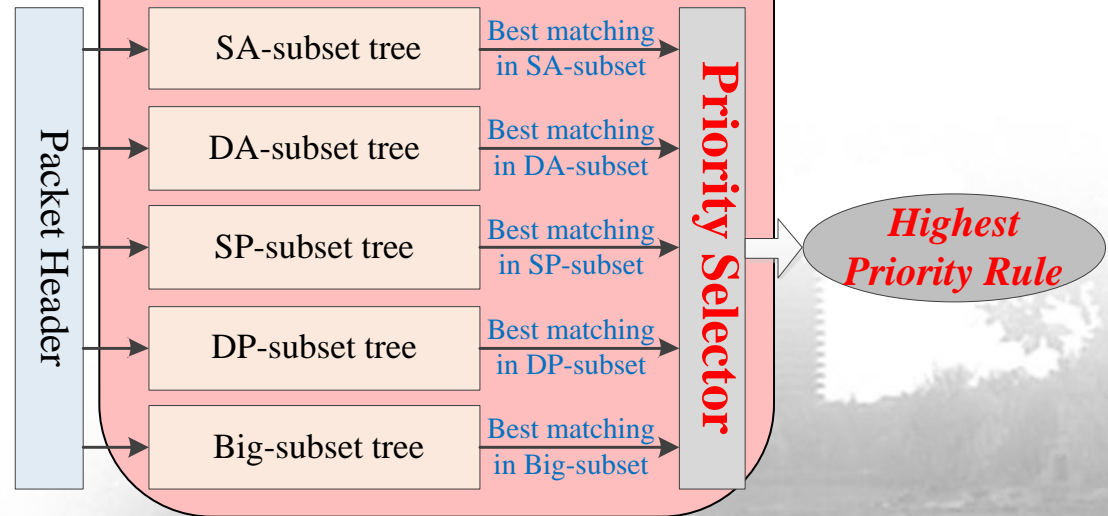 Packet Header
SA-subset tree
Best matching
in SA-subset
DA-subset tree
Best matching
in DA-subset
SP-subset tree
Best matching
in SP-subset
DP-subset tree
Best matching
in DP-subset
Big-subset tree
Best matching
in Big-subset
Priority Selector
Highest
Priority Rule